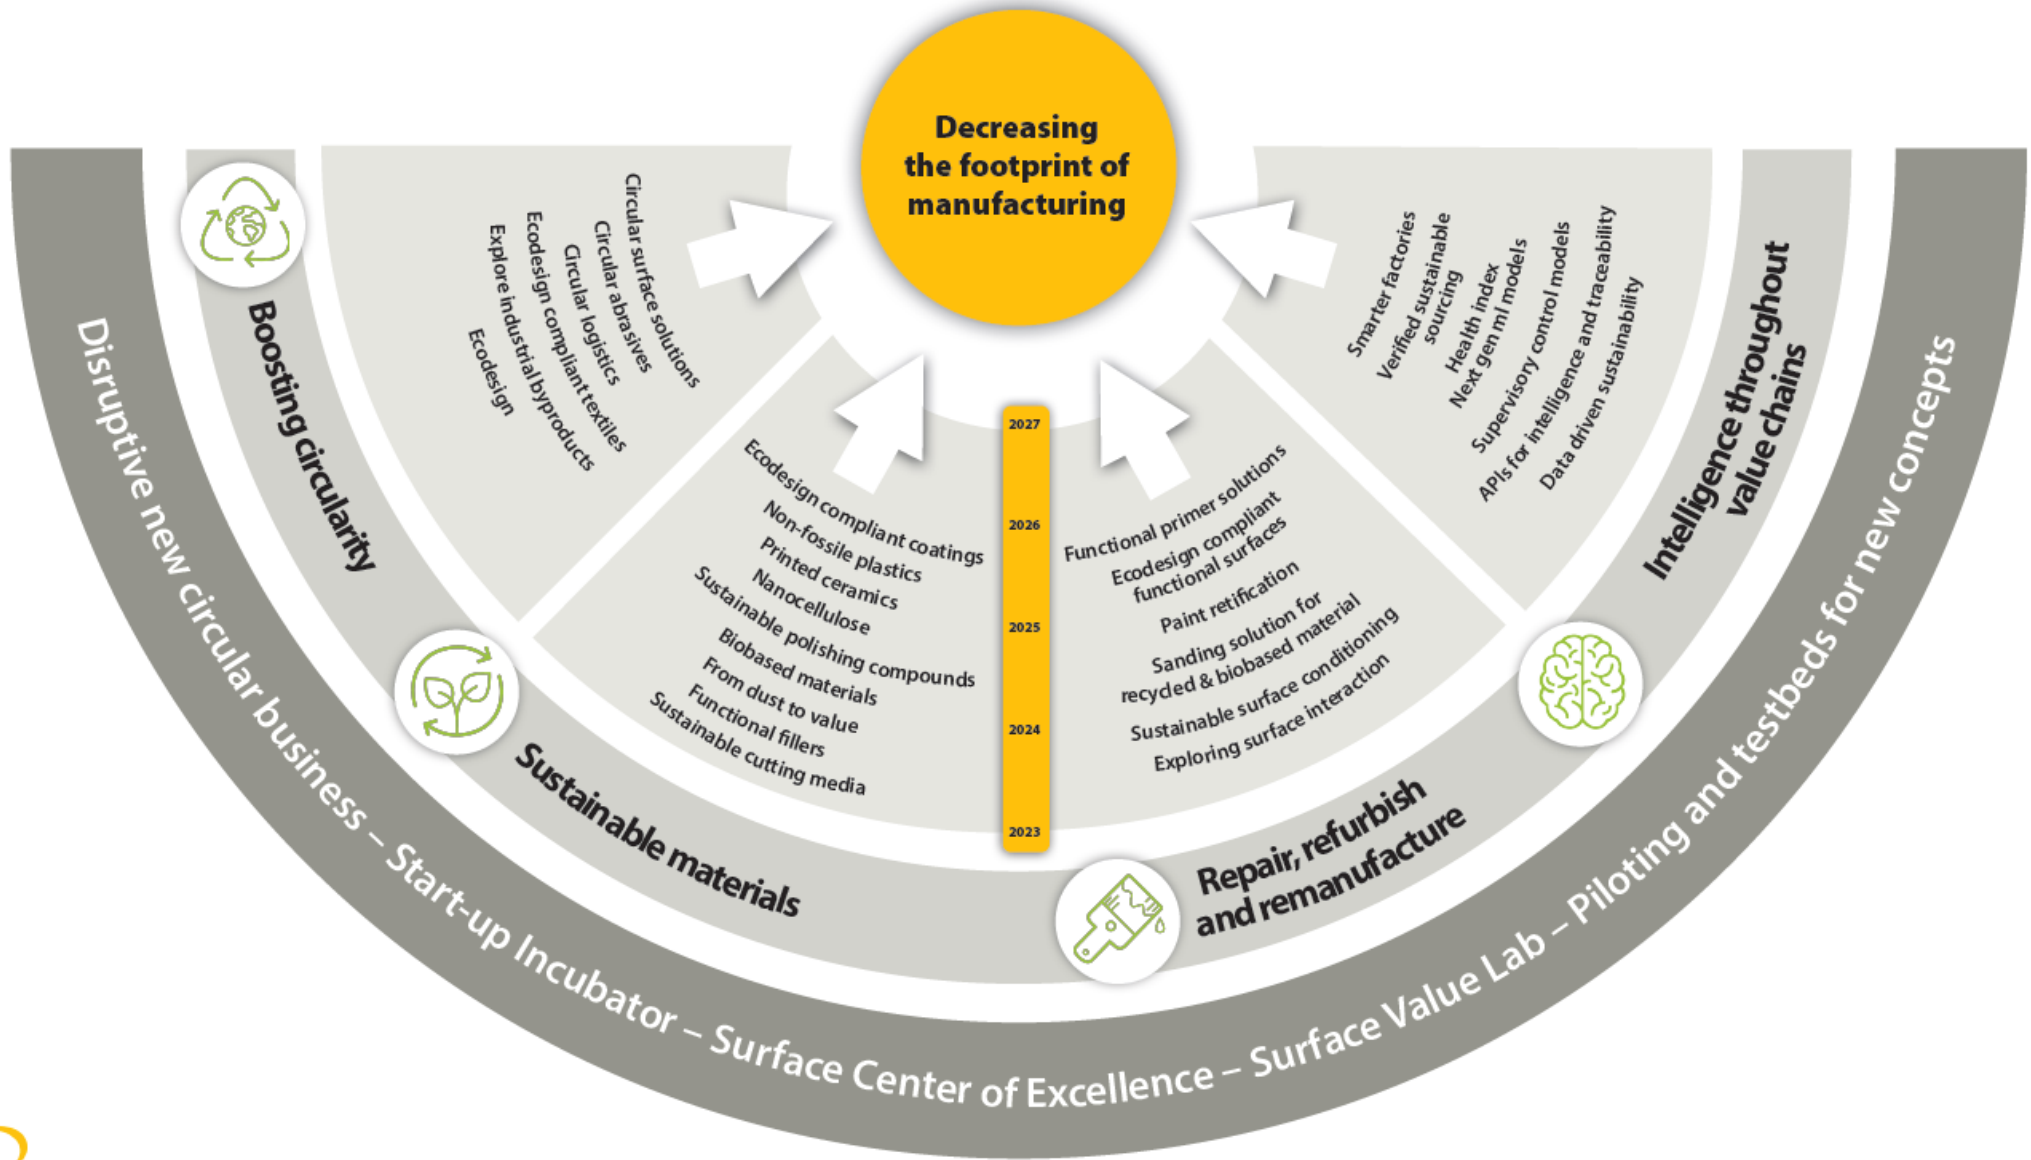 Decreasing
the footprint of
manufacturing
Circular surface solutions
Circular abrasives
Circular logistics
Ecodesign compliant textiles
Explore industrial byproducts
Ecodesign
Boosting circularity
Ecodesign compliant coatings
Non-fossile plastics
Printed ceramics
Nanocellulose
Sustainable polishing compounds
Biobased materials
From dust to value
Functional fillers
Sustainable cutting media
Sustainable materials
2027
2026
2025
2024
2023
Functional primer solutions
Ecodesign compliant
functional surfaces
Paint retification
Sanding solution for
recycled & biobased material
Sustainable surface conditioning
Exploring surface interaction
Repair, refurbish
and remanufacture
Smarter factories
Verified sustainable
sourcing
Health index
Next gen ml models
Supervisory control models
APIs for intelligence and traceability
Data driven sustainability
Intelligence throughout
value chains
Disruptive new circular business – Start-up Incubator – Surface Center of Excellence – Surface Value Lab – Piloting and testbeds for new concepts